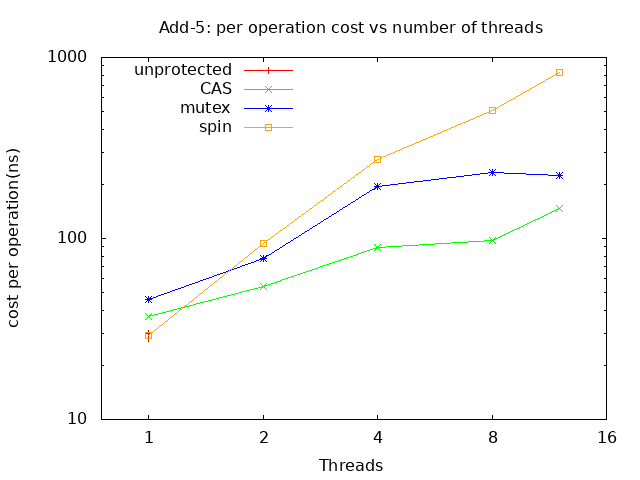 Add-5: per operation cost vs number of threads
1000
unprotected
CAS
mutex
spin
100
cost per operation(ns)
10
1 2 4 8 16
Threads